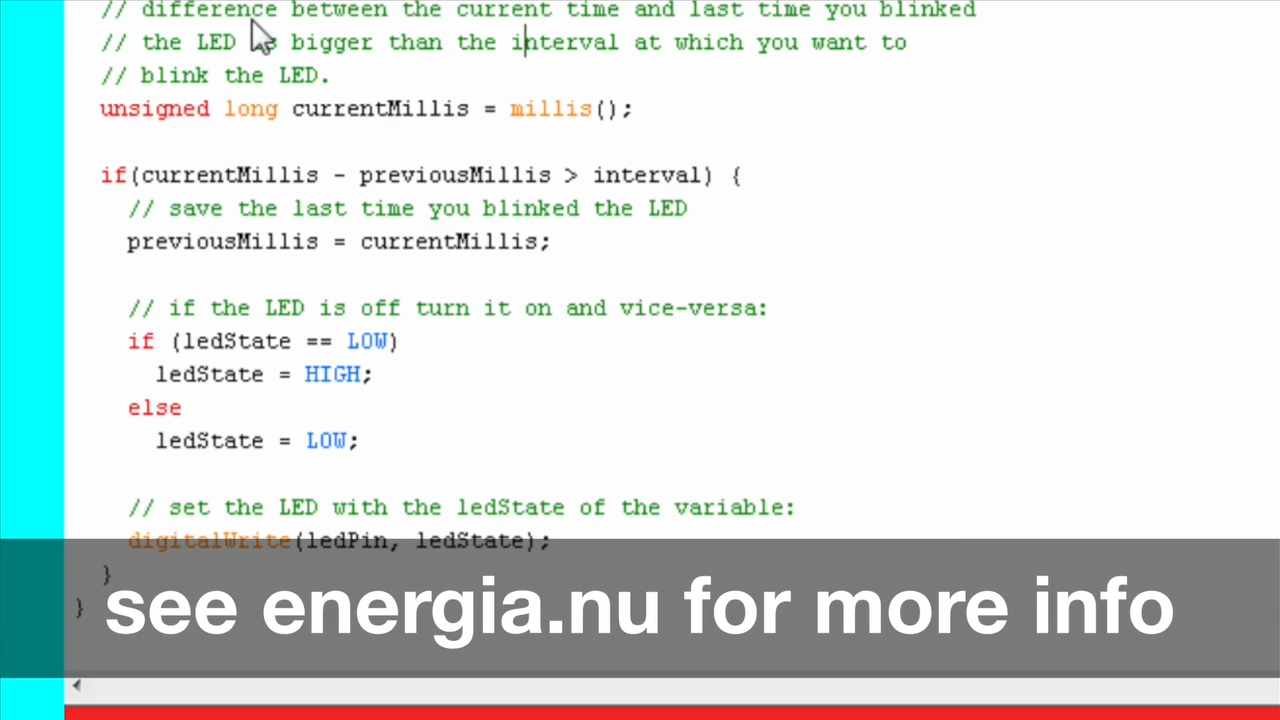 // difference between the current time and last time you blinked
// the LED is bigger than the interval at which you want to
// blink the LED.
unsigned long currentMillis = millis();
if(currentMillis - previousMillis > interval) {
// save the last time you blinked the LED
previousMillis = currentMillis;
// if the LED is off turn it on and vice-versa:
if (ledState == LOW)
ledState = HIGH;
else
ledState = LOW;
// set the LED with the ledState of the variable:
digitalWrite(ledPin, ledState);
}
}
see energia.nu for more info